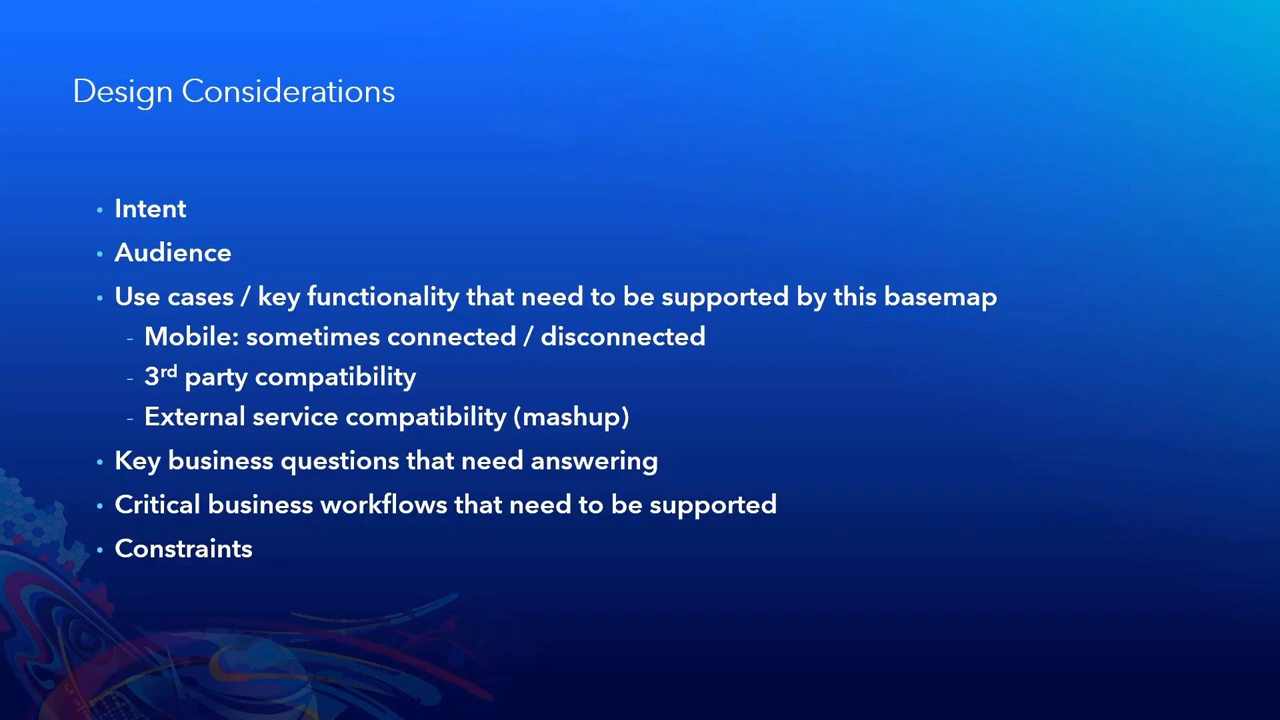 Design Considerations
• Intent
• Audience
• Use cases / key functionality that need to be supported by this basemap
- Mobile: sometimes connected / disconnected
- 3rd party compatibility
- External service compatibility (mashup)
• Key business questions that need answering
• Critical business workflows that need to be supported
• Constraints